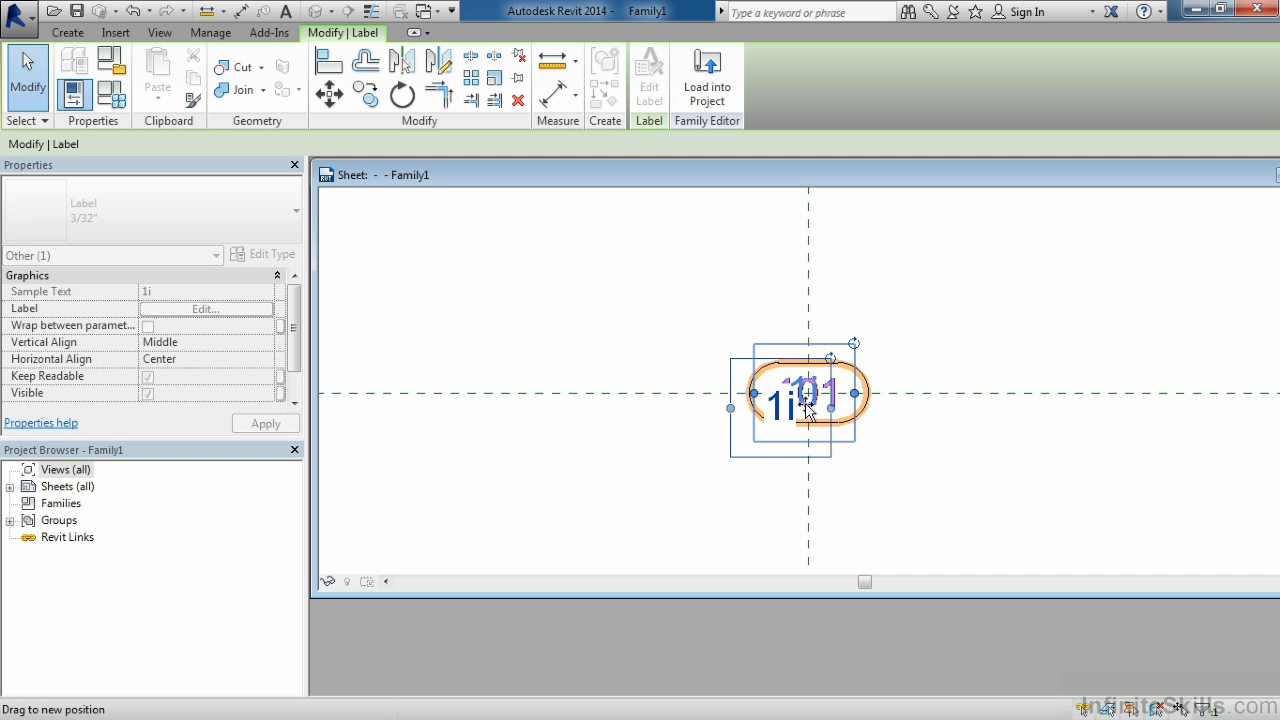 Autodesk Revit 2014 - Family1
Type a keyword or phrase
Sign In
Create
Insert
View
Manage
Add-Ins
Modify | Label
Modify
Paste
Cut
Join
Edit Label
Load into Project
Select
Properties
Clipboard
Geometry
Modify
Measure
Create
Label
Family Editor
Modify | Label
Properties
Label
3/32"
Other (1)
Edit Type
Graphics
Sample Text 1i
Label Edit...
Wrap between paramet...
Vertical Align Middle
Horizontal Align Center
Keep Readable
Visible
Properties help
Apply
Project Browser - Family1
Views (all)
Sheets (all)
Families
Groups
Revit Links
Sheet: - - Family1
1i
Drag to new position
InfiniteSkills.com